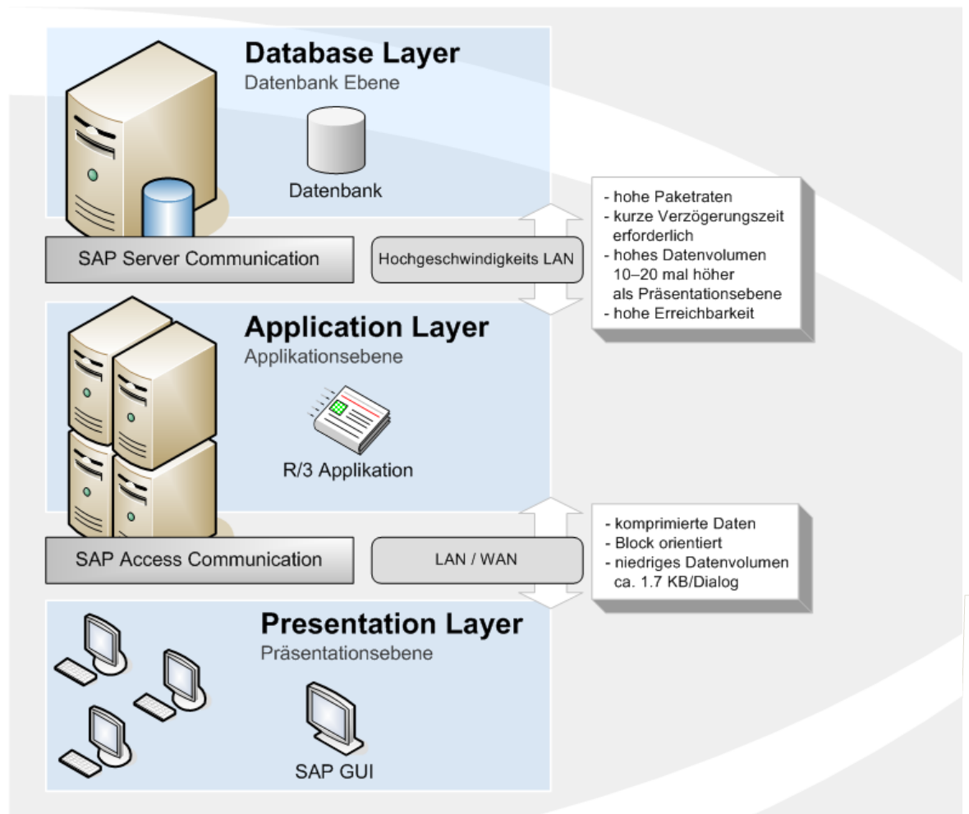 Database Layer
Datenbank Ebene
Datenbank
SAP Server Communication
Hochgeschwindigkeits LAN
- hohe Paketraten
- kurze Verzögerungszeit
erforderlich
- hohes Datenvolumen
10–20 mal höher
als Präsentationsebene
- hohe Erreichbarkeit
Application Layer
Applikationsebene
R/3 Applikation
SAP Access Communication
LAN / WAN
- komprimierte Daten
- Block orientiert
- niedriges Datenvolumen
ca. 1.7 KB/Dialog
Presentation Layer
Präsentationsebene
SAP GUI